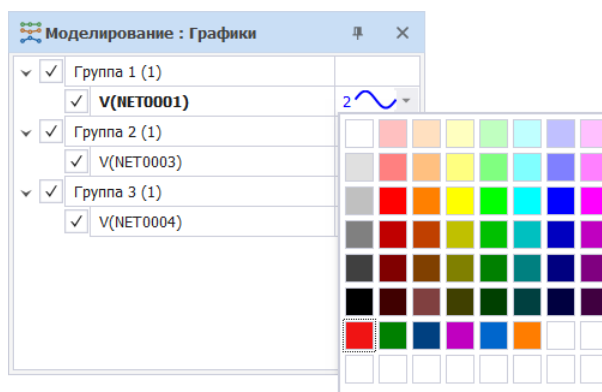 Моделирование : Графики
Группа 1 (1)
V(NET0001)
2
Группа 2 (1)
V(NET0003)
Группа 3 (1)
V(NET0004)